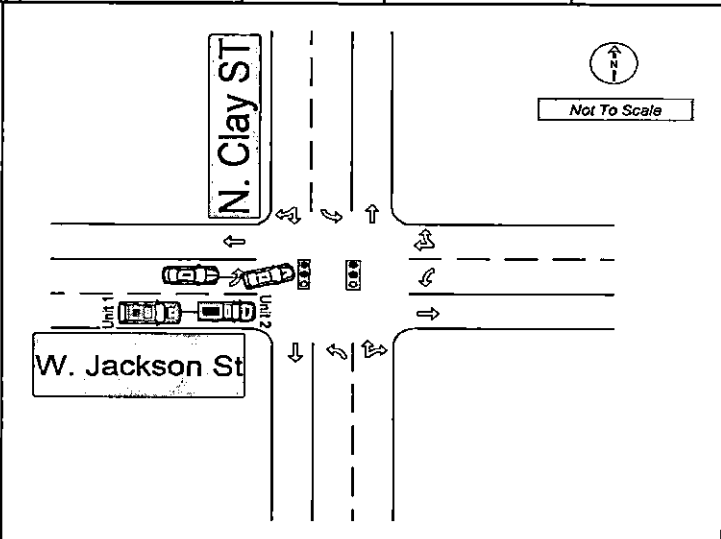 N. Clay ST
N
Not To Scale
Unit 1
Unit 2
W. Jackson St